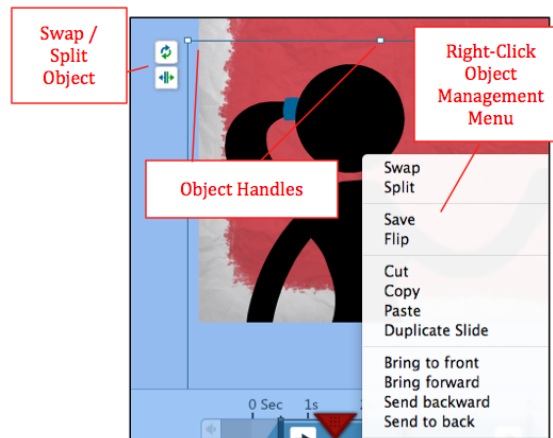 Swap /
Split
Object
Right-Click
Object
Management
Menu
Object Handles
Swap
Split
Save
Flip
Cut
Copy
Paste
Duplicate Slide
Bring to front
Bring forward
Send backward
Send to back
0 Sec 1s